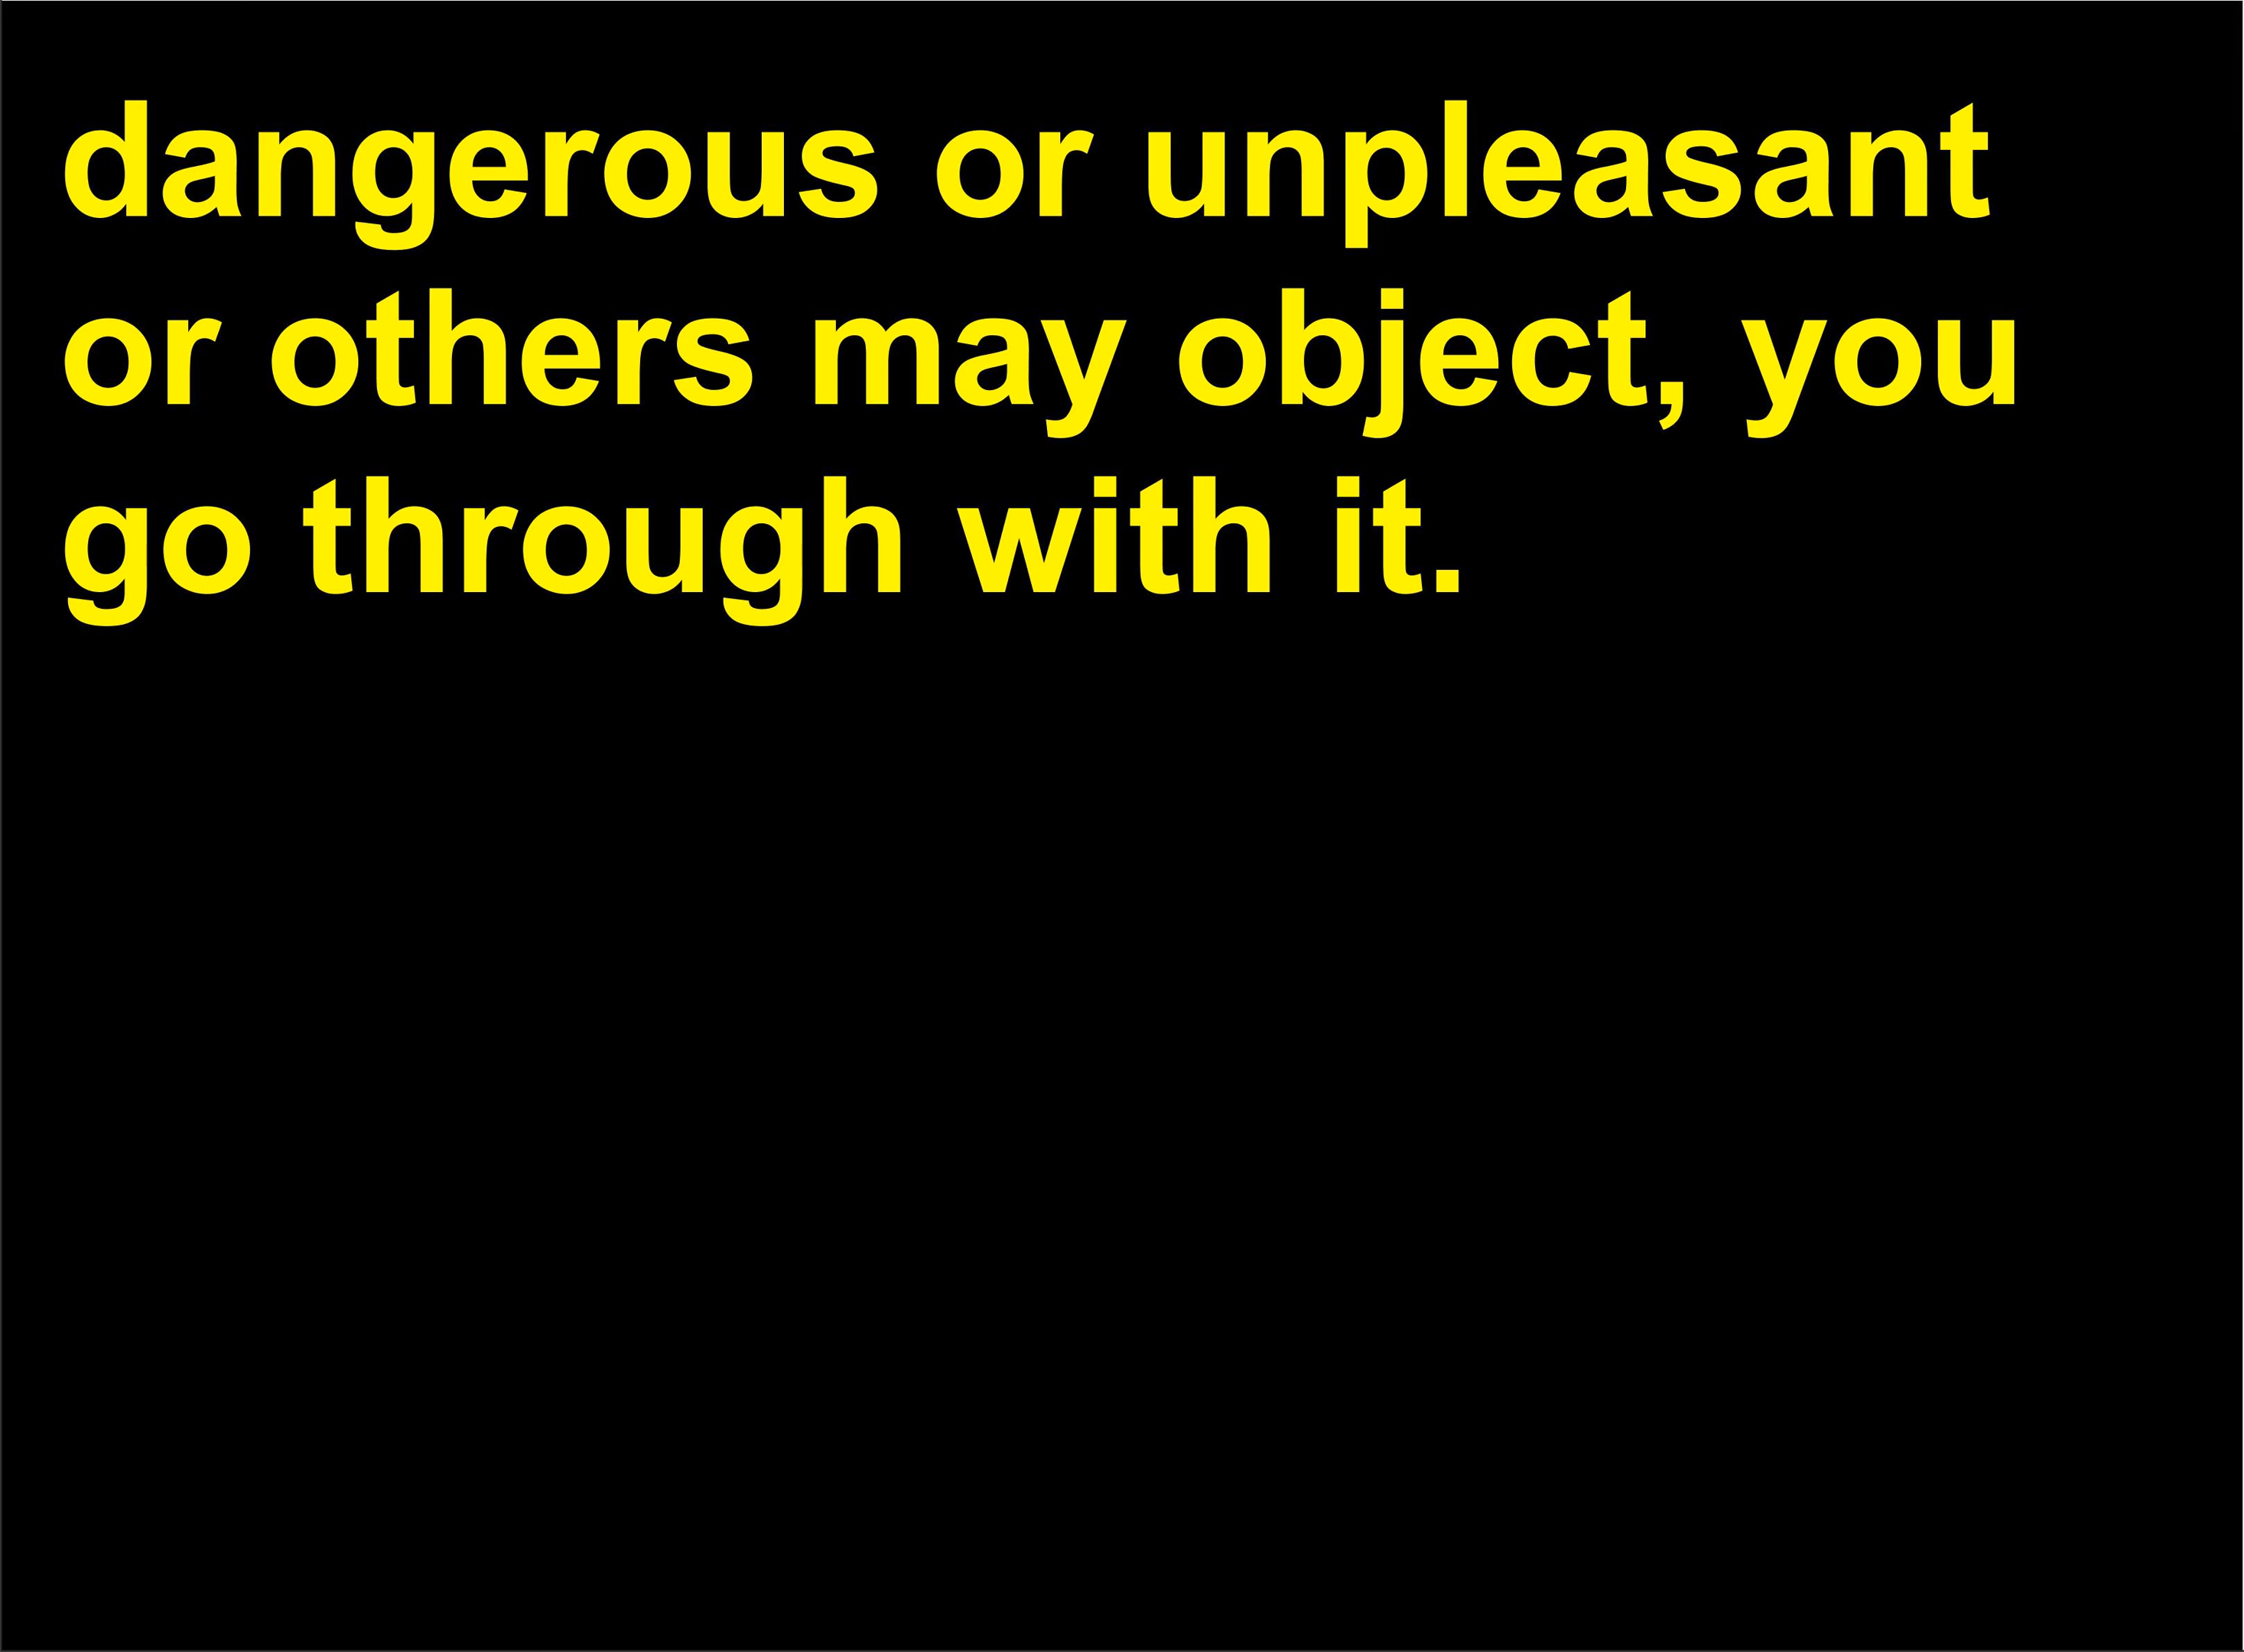 dangerous or unpleasant
or others may object, you
go through with it.